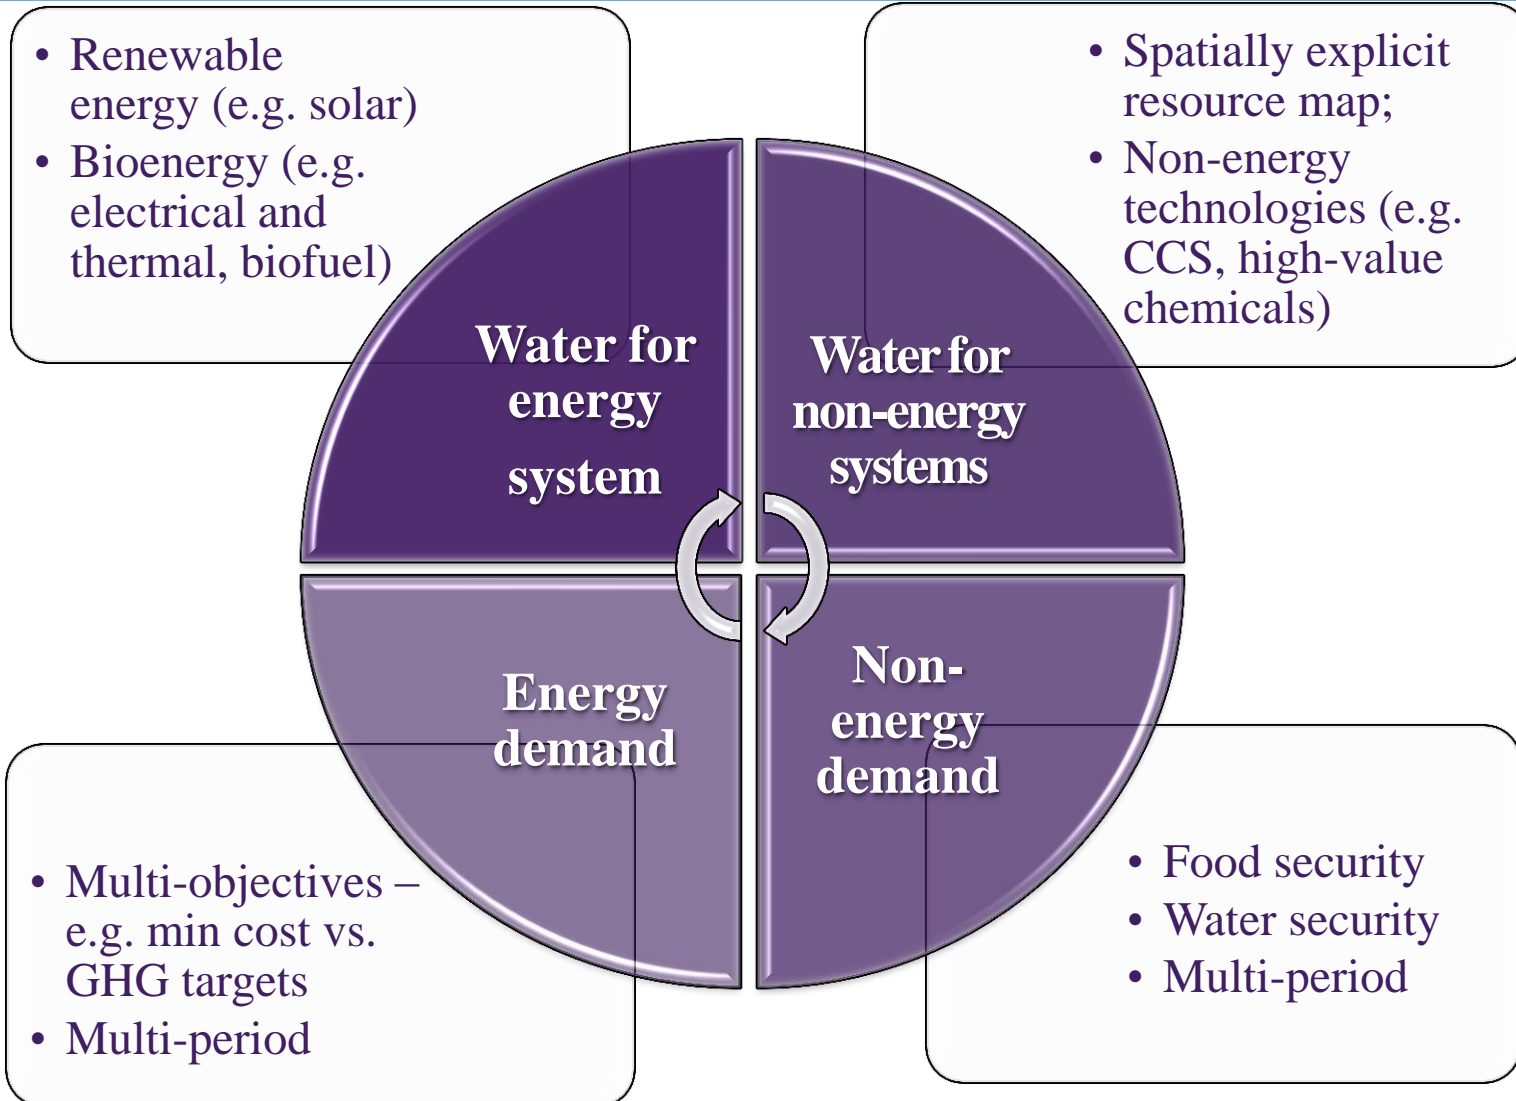 • Renewable
energy (e.g. solar)
• Bioenergy (e.g.
electrical and
thermal, biofuel)
• Spatially explicit
resource map;
• Non-energy
technologies (e.g.
CCS, high-value
chemicals)
Water for
energy
system
Water for
non-energy
systems
Energy
demand
Non-
energy
demand
• Multi-objectives –
e.g. min cost vs.
GHG targets
• Multi-period
• Food security
• Water security
• Multi-period